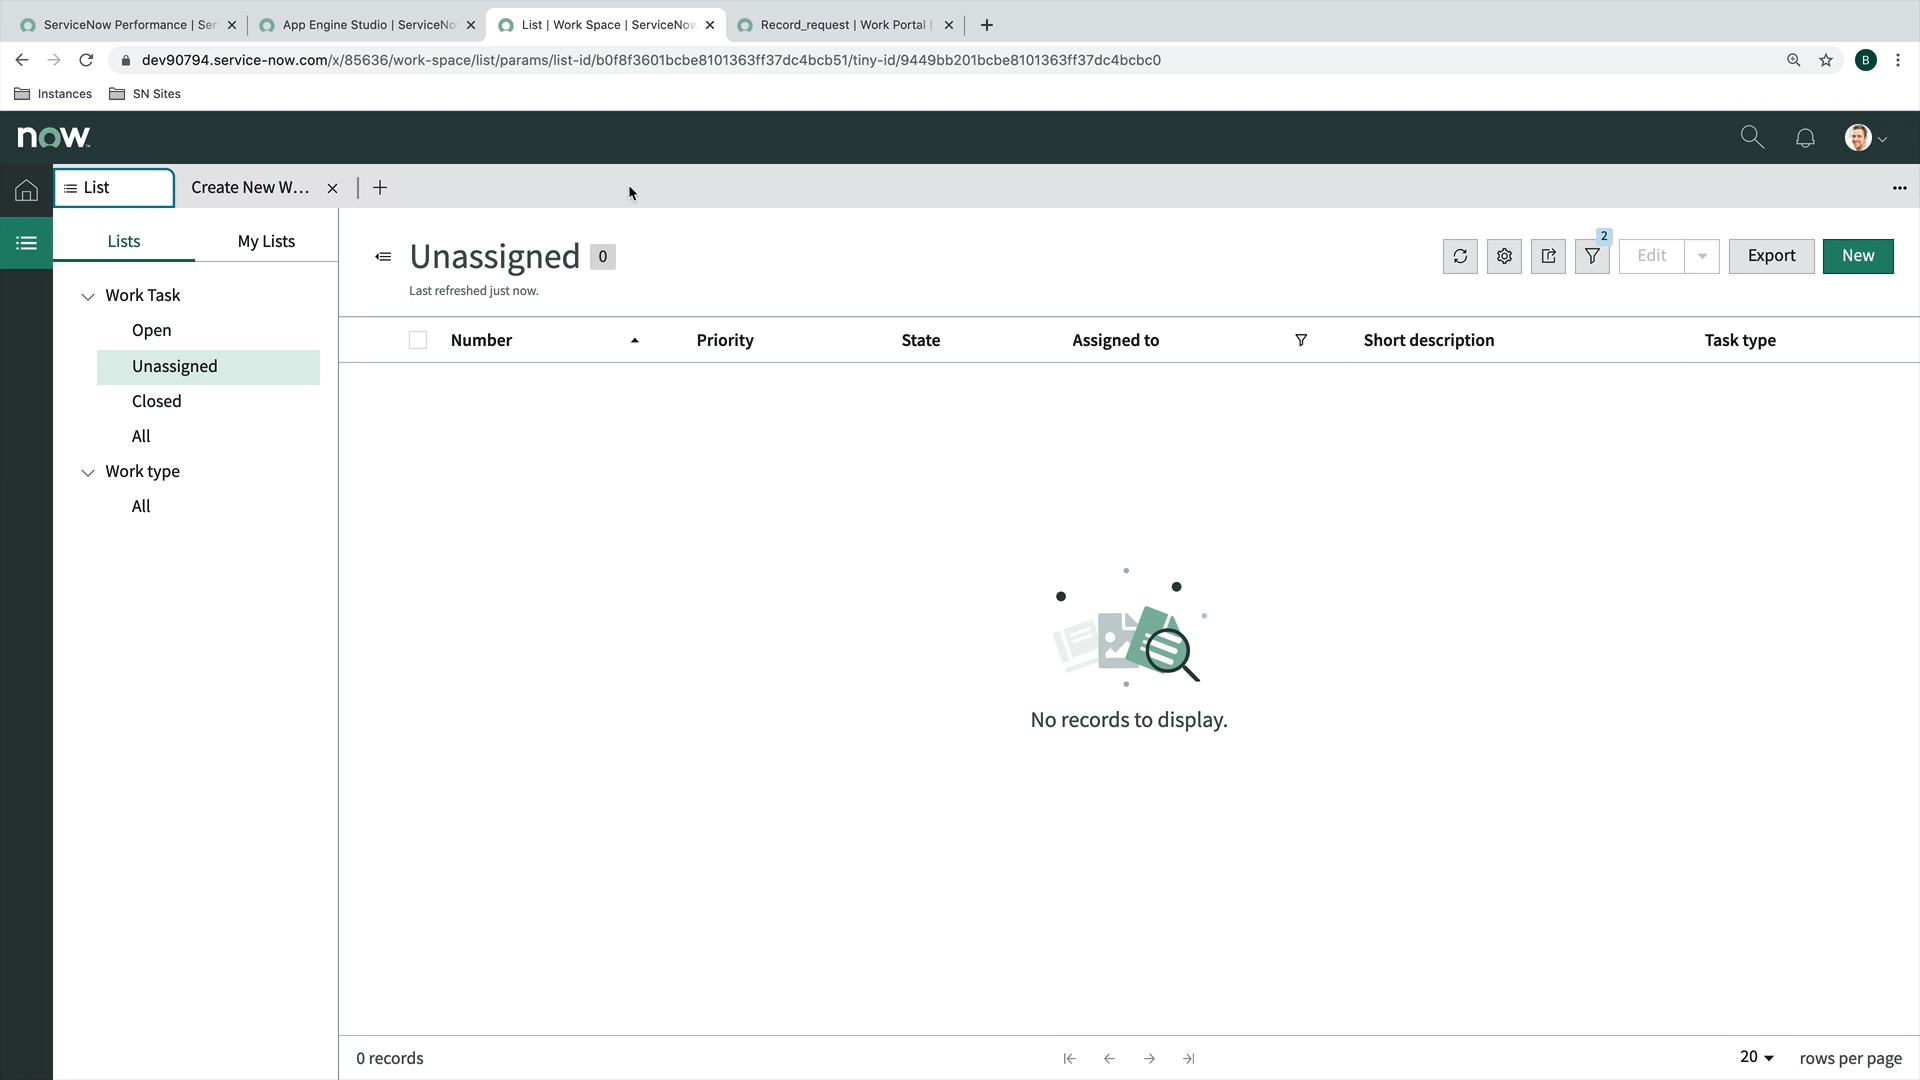 ServiceNow Performance | Ser
App Engine Studio | ServiceNo
List | Work Space | ServiceNow
Record_request | Work Portal |
dev90794.service-now.com/x/85636/work-space/list/params/list-id/b0f8f3601bcbe8101363ff37dc4bcb51/tiny-id/9449bb201bcbe8101363ff37dc4bcbc0
B
Instances
SN Sites
now
List
Create New W...
Lists
My Lists
Work Task
Open
Unassigned
Closed
All
Work type
All
Unassigned 0
Last refreshed just now.
2
Edit
Export
New
Number
Priority
State
Assigned to
Short description
Task type
No records to display.
0 records
20
rows per page